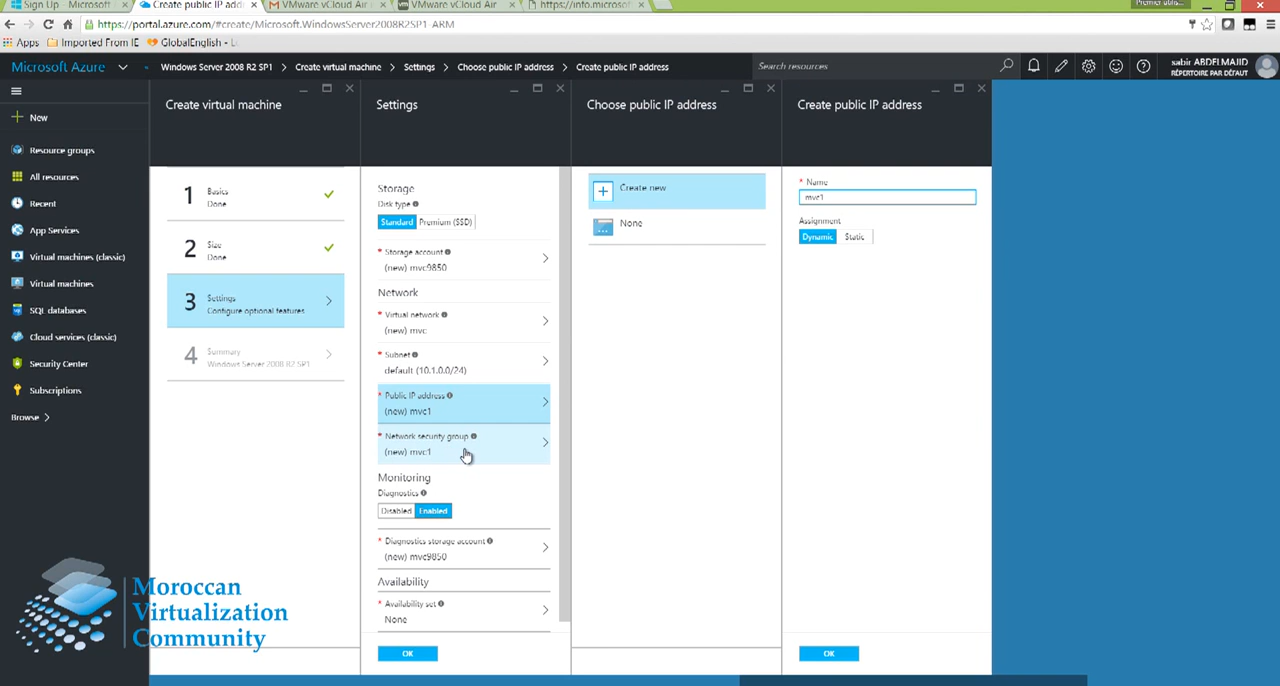 Sign Up - Microsoft
Create public IP add
VMware vCloud Air
VMware vCloud Air
https://info.microsoft.
https://portal.azure.com/#create/Microsoft.WindowsServer2008R2SP1-ARM
Apps Imported From IE GlobalEnglish -
Microsoft Azure
Windows Server 2008 R2 SP1 > Create virtual machine > Settings > Choose public IP address > Create public IP address
Search resources
sabir ABDELMAJID
RÉPERTOIRE PAR DÉFAUT
New
Resource groups
All resources
Recent
App Services
Virtual machines (classic)
Virtual machines
SQL databases
Cloud services (classic)
Security Center
Subscriptions
Browse >
Create virtual machine
1
Basics
Done
2
Size
Done
3
Settings
Configure optional features
4
Summary
Windows Server 2008 R2 SP1
Settings
Storage
Disk type
Standard Premium (SSD)
* Storage account
(new) mvc9850
Network
* Virtual network
(new) mvc
* Subnet
default (10.1.0.0/24)
* Public IP address
(new) mvc1
* Network security group
(new) mvc1
Monitoring
Diagnostics
Disabled Enabled
* Diagnostics storage account
(new) mvc9850
Availability
* Availability set
None
OK
Choose public IP address
Create new
None
Create public IP address
* Name
mvc1
Assignment
Dynamic Static
OK
Moroccan
Virtualization
Community